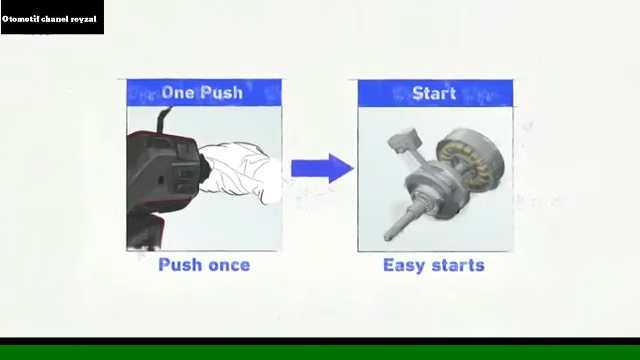 Otomotif chanel reyzal
One Push
Start
Push once
Easy starts